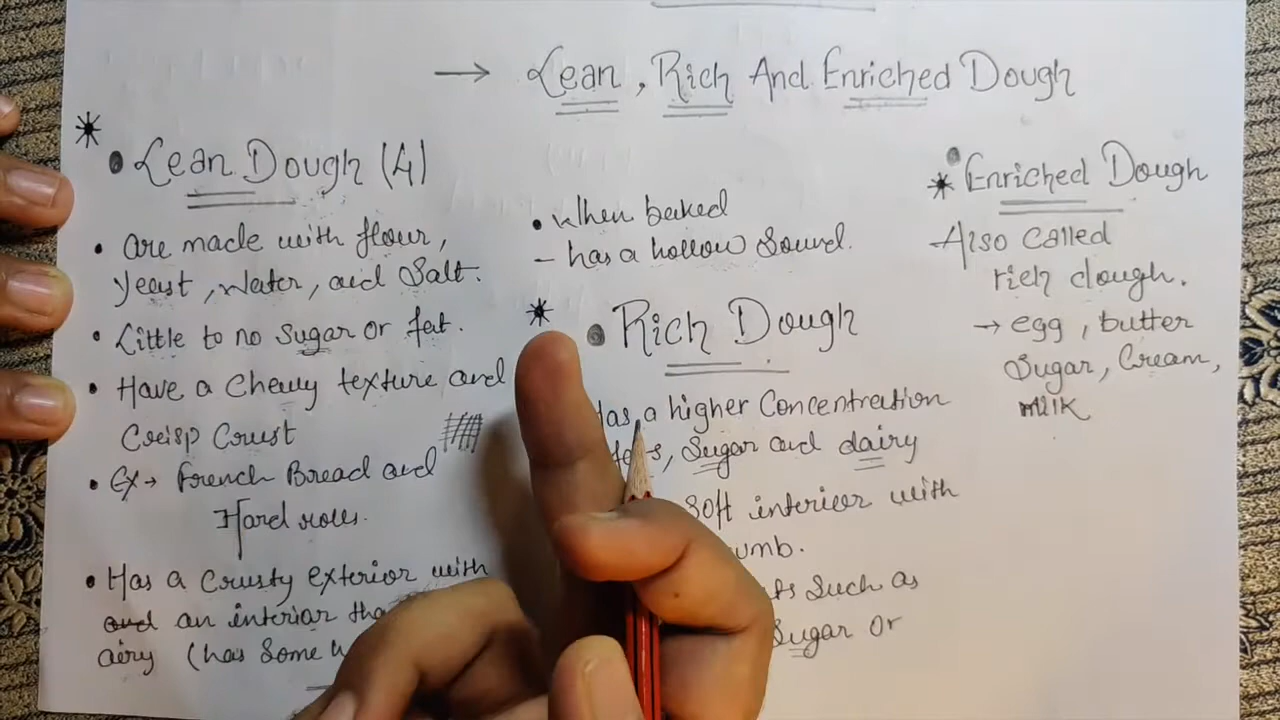 → Lean, Rich And Enriched Dough
• Lean Dough (4)
• are made with flour,
yeast, water, and Salt.
• Little to no sugar or fat.
• Have a Chewy texture and
Crisp Crust
• Ex → French Bread and
Hard rolls.
• Has a Crusty exterior with
and an interior
airy (has Some
• When baked
- has a hollow Sound.
• Rich Dough
has a higher Concentration
Sugar and dairy
Soft interior with
Such as
Sugar or
• Enriched Dough
Also called
rich dough.
→ egg, butter
Sugar, Cream,
milk